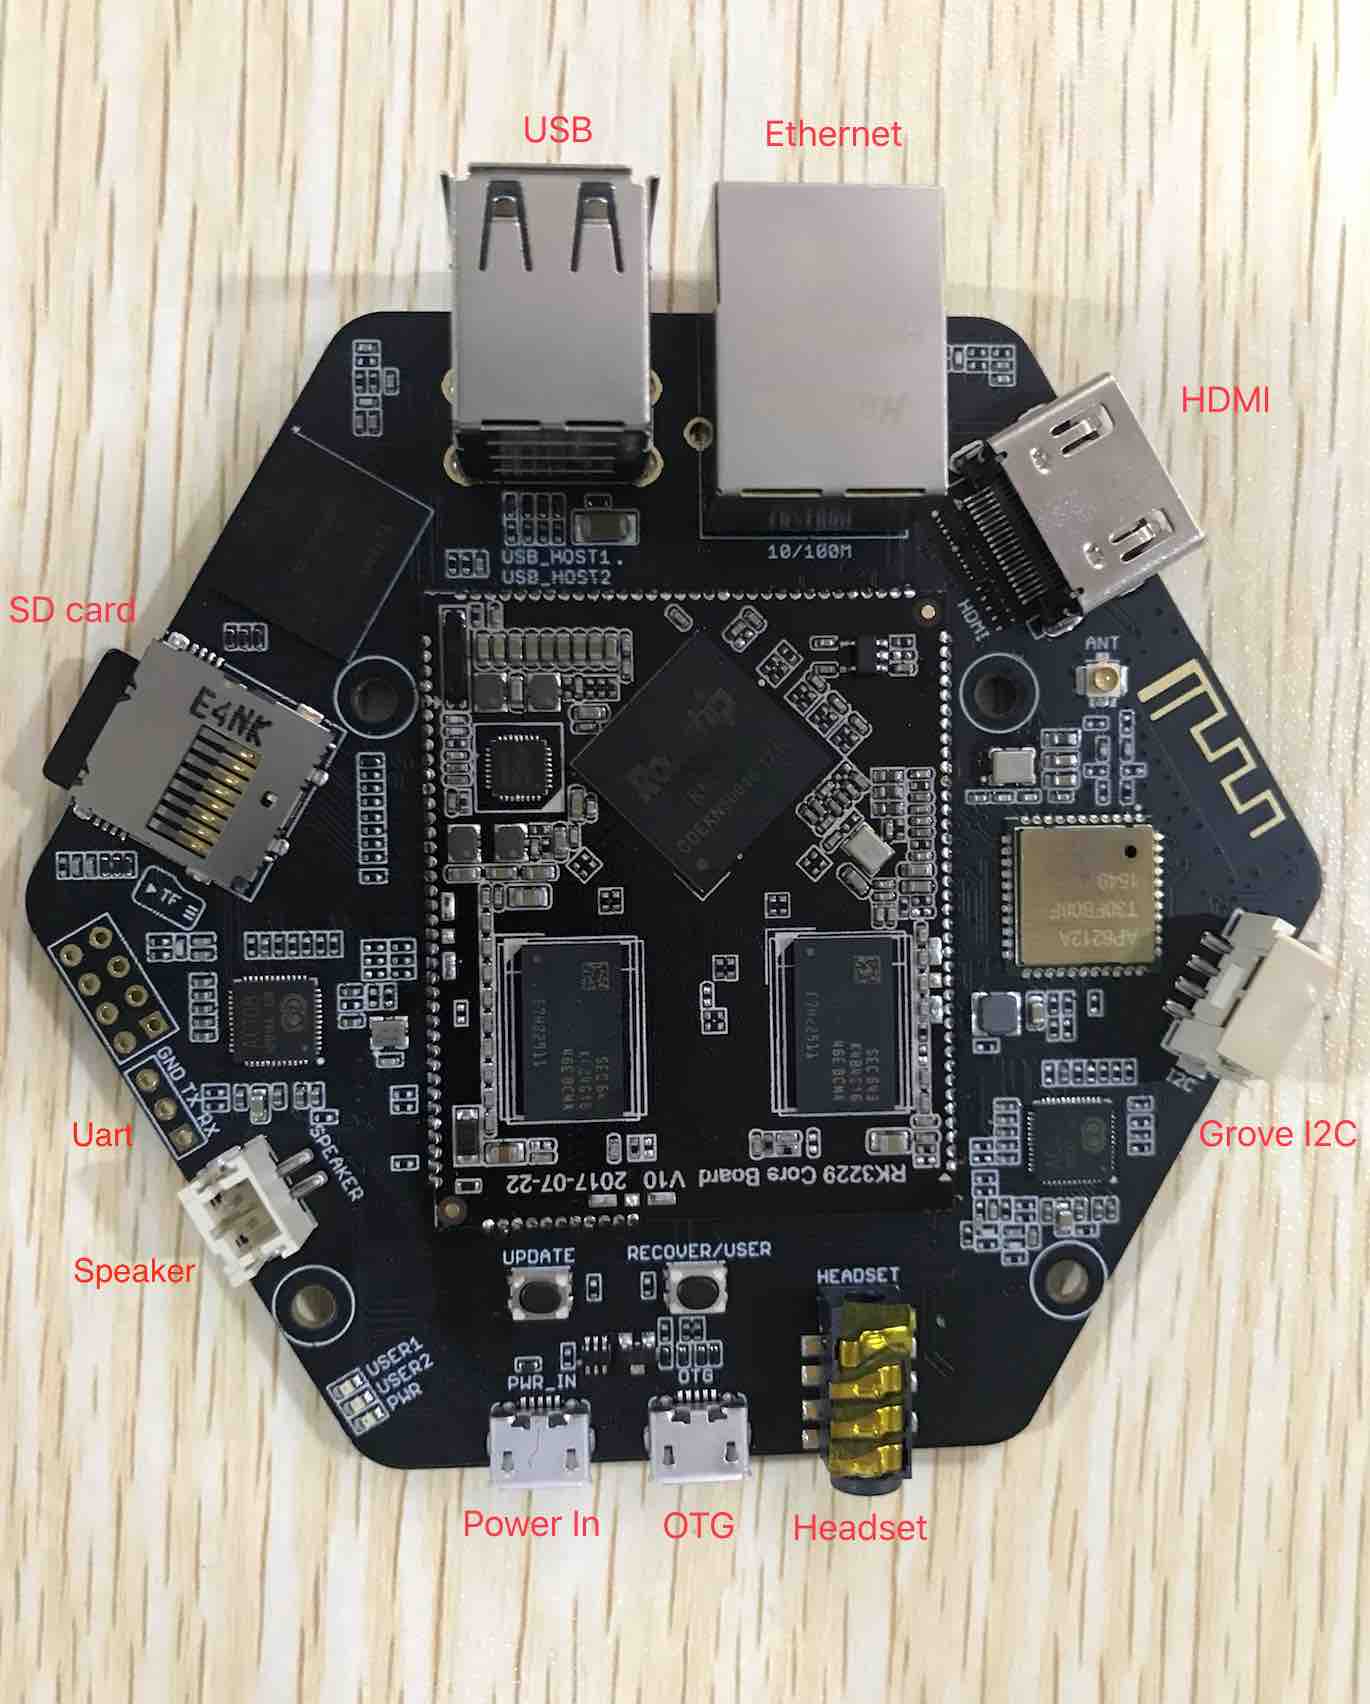 USB
Ethernet
HDMI
USB_HOST1.
USB_HOST2
10/100M
HDMI
SD card
ANT
E4NK
TF
AP6212A
1549
GND TX RX
I2C
Uart
Grove I2C
SPEAKER
RK3229 Core Board V10 2017-07-22
Speaker
UPDATE
RECOVER/USER
HEADSET
USER1
USER2
PWR
PWR_IN
OTG
Power In
OTG
Headset